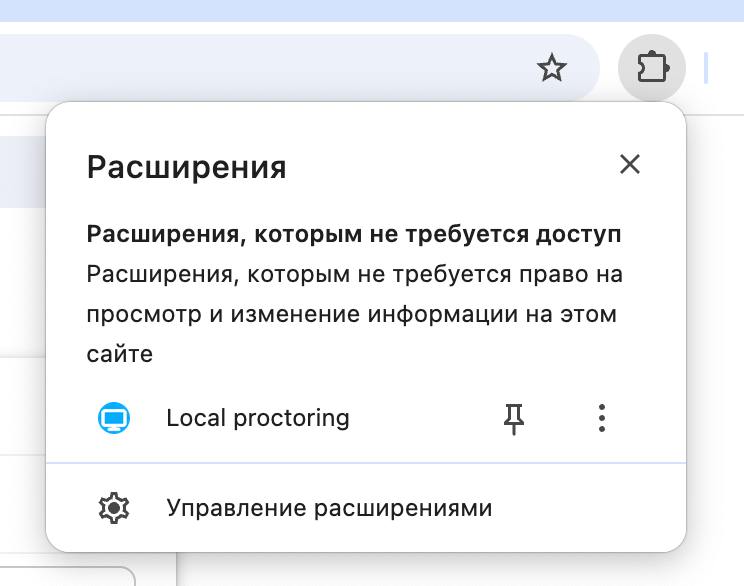 Расширения
Расширения, которым не требуется доступ
Расширения, которым не требуется право на
просмотр и изменение информации на этом
сайте
Local proctoring
Управление расширениями